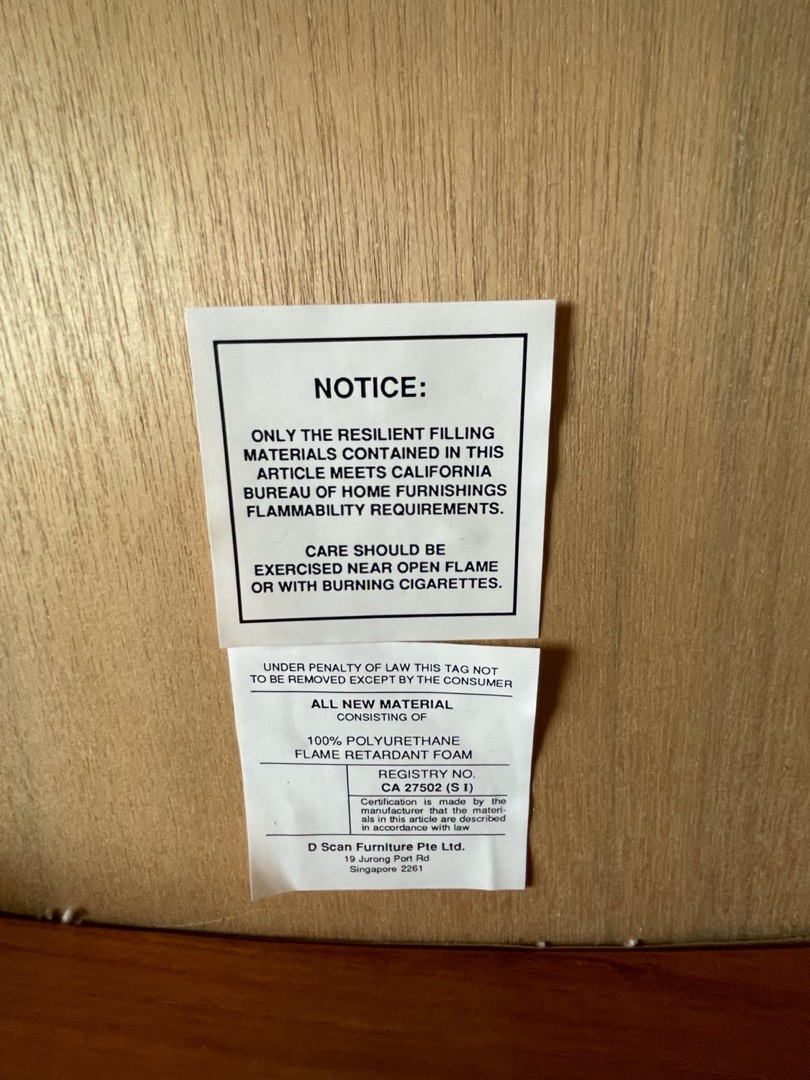 NOTICE:
ONLY THE RESILIENT FILLING
MATERIALS CONTAINED IN THIS
ARTICLE MEETS CALIFORNIA
BUREAU OF HOME FURNISHINGS
FLAMMABILITY REQUIREMENTS.
CARE SHOULD BE
EXERCISED NEAR OPEN FLAME
OR WITH BURNING CIGARETTES.
UNDER PENALTY OF LAW THIS TAG NOT
TO BE REMOVED EXCEPT BY THE CONSUMER
ALL NEW MATERIAL
CONSISTING OF
100% POLYURETHANE
FLAME RETARDANT FOAM
REGISTRY NO.
CA 27502 (S I)
Certification is made by the
manufacturer that the materi-
als in this article are described
in accordance with law
D Scan Furniture Pte Ltd.
19 Jurong Port Rd
Singapore 2261